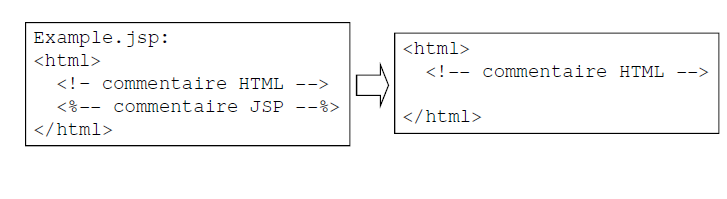 Example.jsp:
<html>
<!– commentaire HTML -->
<%-- commentaire JSP --%>
</html>
<html>
<!-- commentaire HTML -->
</html>